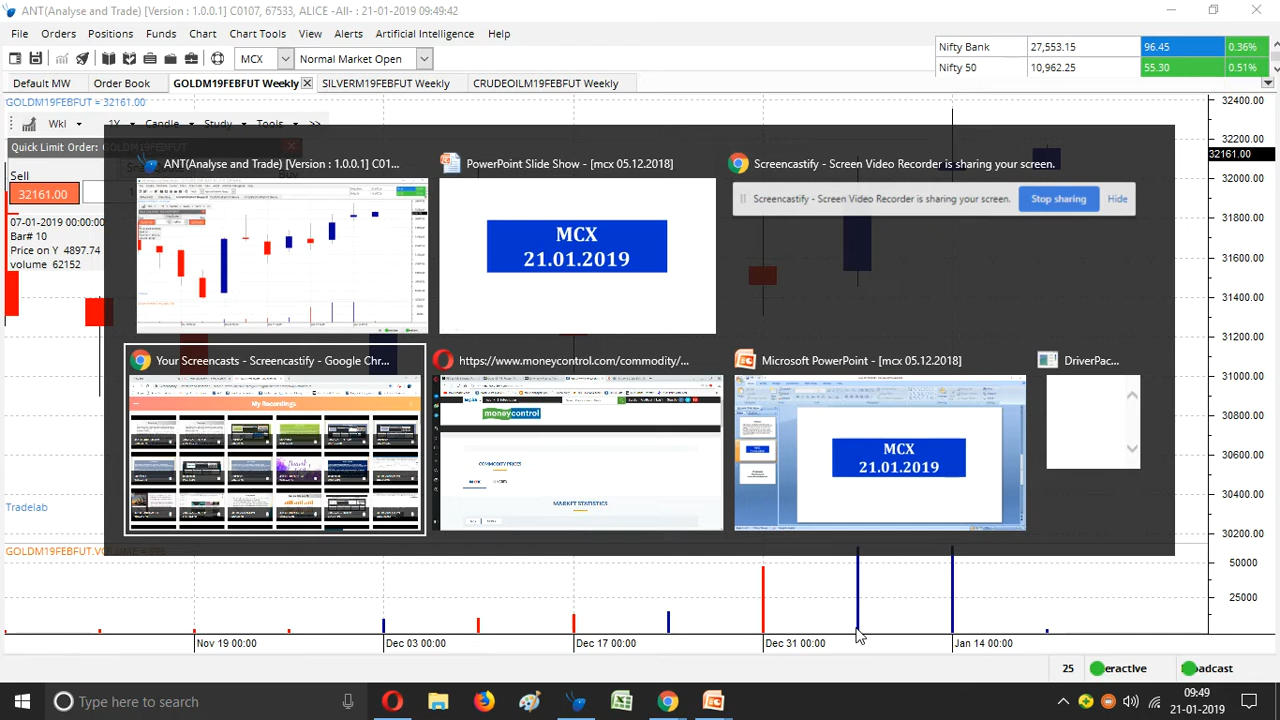 ANT(Analyse and Trade) [Version : 1.0.0.1] C0107, 67533, ALICE -All- : 21-01-2019 09:49:42
File Orders Positions Funds Chart Chart Tools View Alerts Artificial Intelligence Help
MCX Normal Market Open
Nifty Bank 27,553.15 96.45 0.36%
Nifty 50 10,962.25 55.30 0.51%
Default MW Order Book GOLDM19FEBFUT Weekly SILVERM19FEBFUT Weekly CRUDEOILM19FEBFUT Weekly
GOLDM19FEBFUT = 32161.00
Wkl 1Y Candle Study Tools >>
Quick Limit Order: GOLDM19FEBFUT
Sell
32161.00
Buy
07-01-2019 00:00:00
Bar# 10
Price on Y 4897.74
volume 62152
ANT(Analyse and Trade) [Version : 1.0.0.1] C01...
PowerPoint Slide Show - [mcx 05.12.2018]
MCX
21.01.2019
Screencastify - Screen Video Recorder is sharing your screen.
Screencastify - Screen Video Recorder is sharing your screen. Stop sharing Hide
Your Screencasts - Screencastify - Google Chr...
My Recordings
https://www.moneycontrol.com/commodity/...
moneycontrol
COMMODITY PRICES
MARKET STATISTICS
Microsoft PowerPoint - [mcx 05.12.2018]
MCX
21.01.2019
DriverPac...
32400.00
32200.00
32161.00
32000.00
31800.00
31600.00
31400.00
31200.00
31000.00
30800.00
30600.00
30400.00
30200.00
Tradelab
50000
25000
Nov 19 00:00 Dec 03 00:00 Dec 17 00:00 Dec 31 00:00 Jan 14 00:00
25 eractive oadcast
Type here to search
09:49
21-01-2019